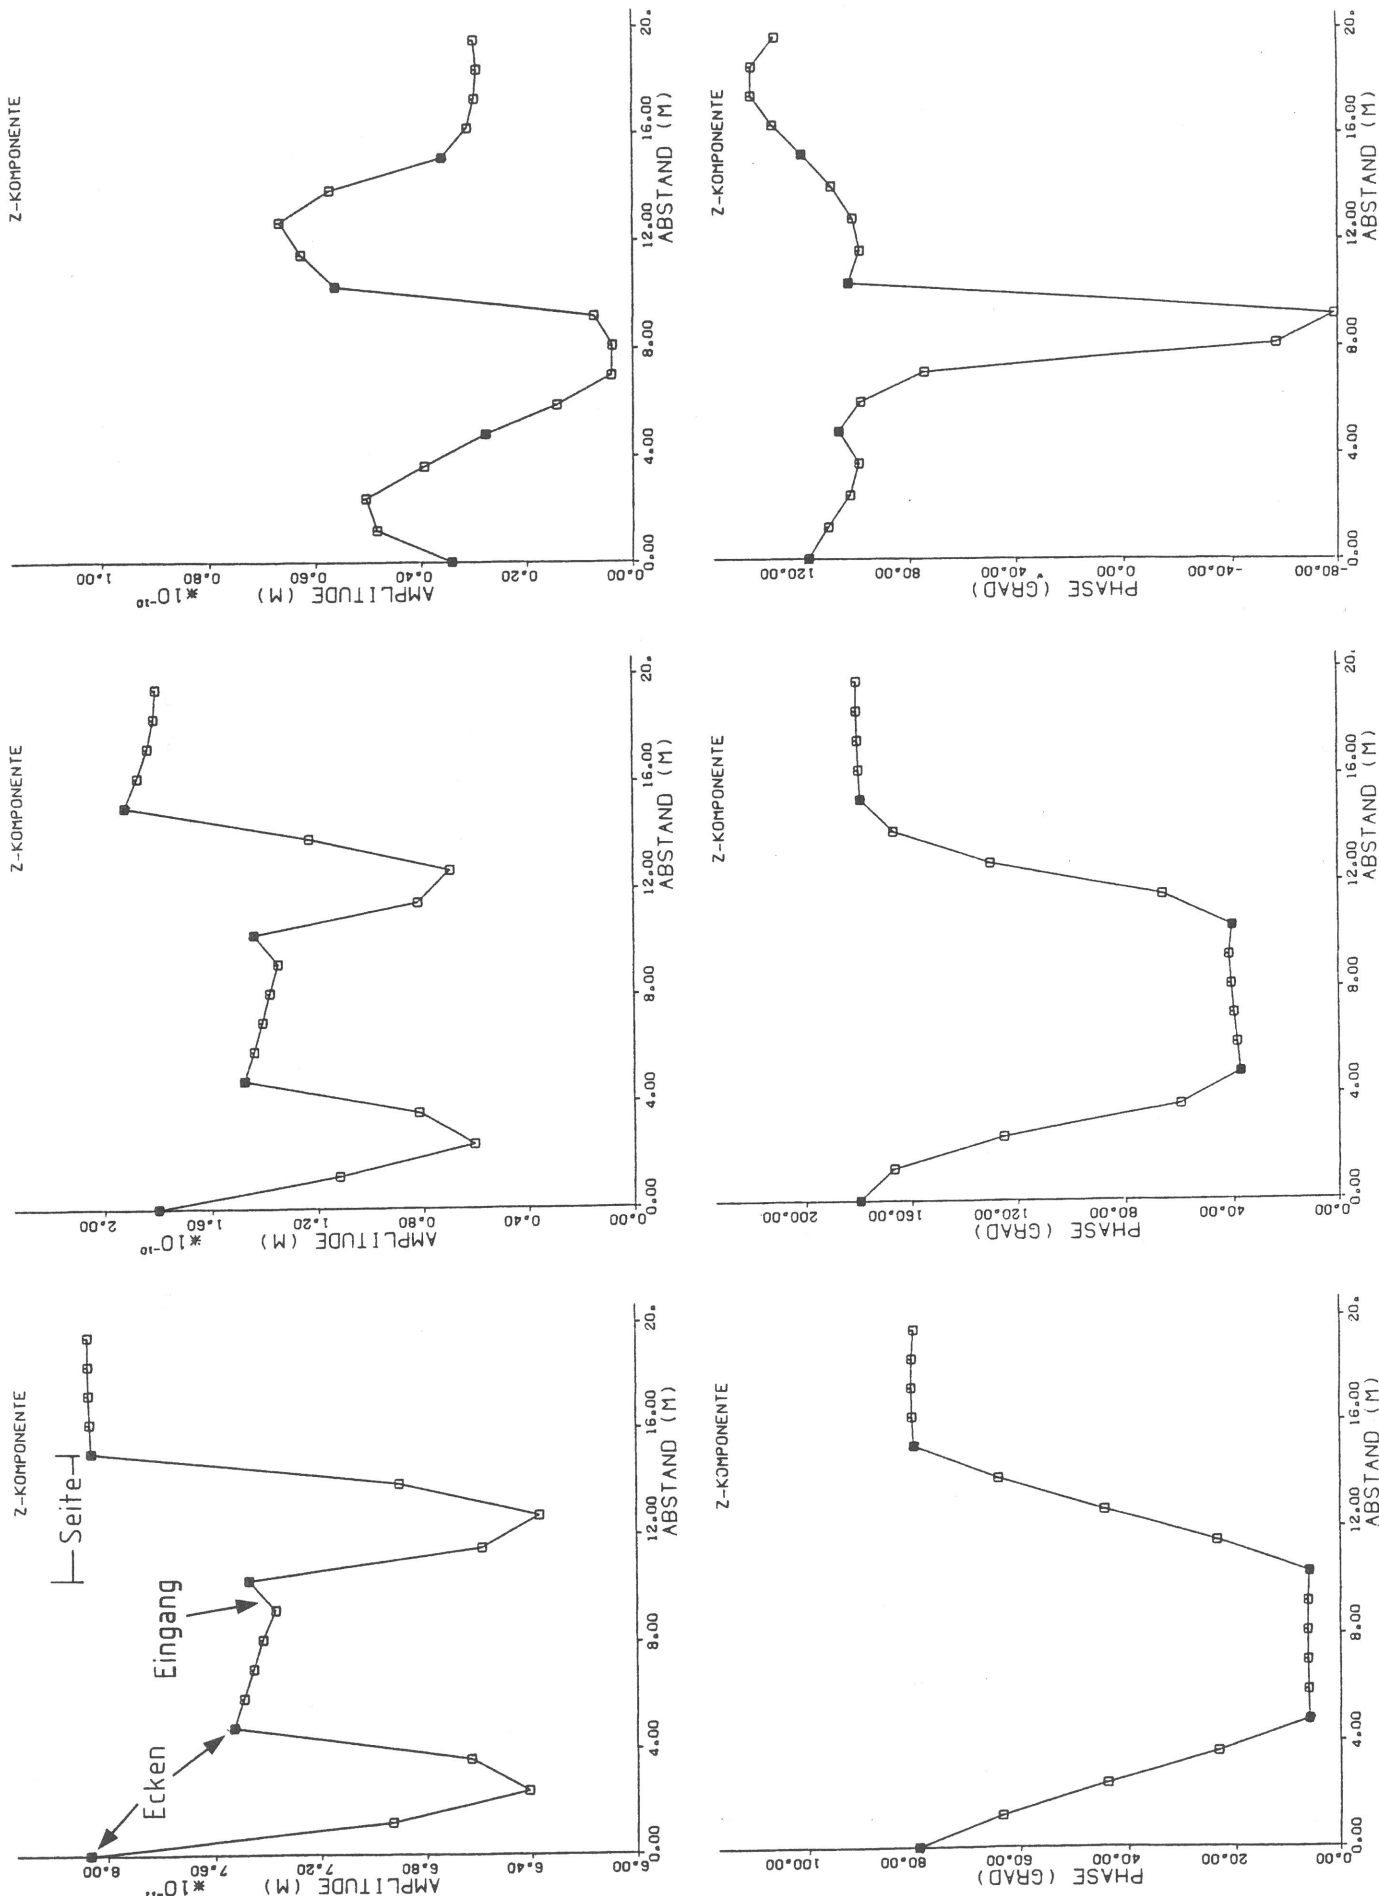 Z-KOMPONENTE
Seite
Eingang
Ecken
AMPLITUDE (M)
*10⁻¹¹
8.00
7.60
7.20
6.80
6.40
6.00
0.00 4.00 8.00 12.00 16.00 20.
ABSTAND (M)
Z-KOMPONENTE
AMPLITUDE (M)
*10⁻¹⁰
2.00
1.60
1.20
0.80
0.40
0.00
0.00 4.00 8.00 12.00 16.00 20.
ABSTAND (M)
Z-KOMPONENTE
AMPLITUDE (M)
*10⁻¹⁰
1.00
0.80
0.60
0.40
0.20
0.00
0.00 4.00 8.00 12.00 16.00 20.
ABSTAND (M)
Z-KOMPONENTE
PHASE (GRAD)
100.00
80.00
60.00
40.00
20.00
0.00
0.00 4.00 8.00 12.00 16.00 20.
ABSTAND (M)
Z-KOMPONENTE
PHASE (GRAD)
200.00
160.00
120.00
80.00
40.00
0.00
0.00 4.00 8.00 12.00 16.00 20.
ABSTAND (M)
Z-KOMPONENTE
PHASE (GRAD)
120.00
80.00
40.00
0.00
-40.00
-80.00
0.00 4.00 8.00 12.00 16.00 20.
ABSTAND (M)